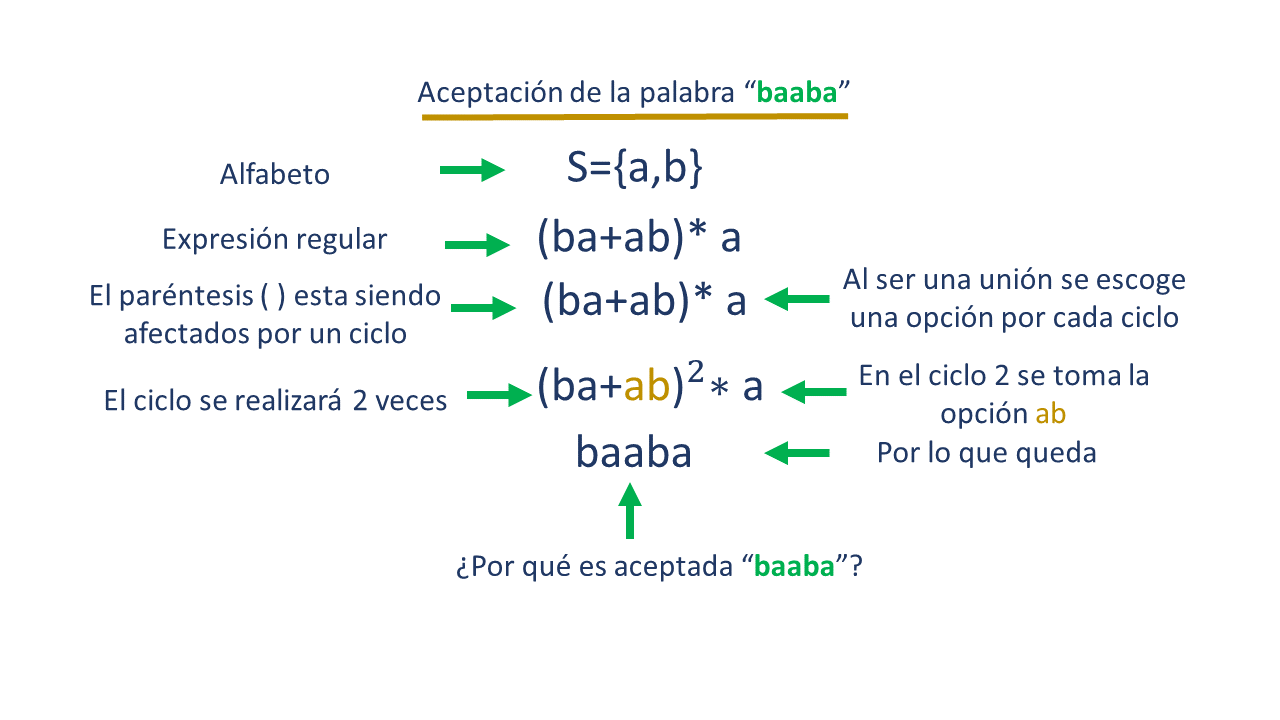 Aceptación de la palabra “baaba”
Alfabeto
S={a,b}
Expresión regular
(ba+ab)* a
El paréntesis ( ) esta siendo
afectados por un ciclo
(ba+ab)* a
Al ser una unión se escoge
una opción por cada ciclo
El ciclo se realizará 2 veces
(ba+ab)²∗ a
En el ciclo 2 se toma la
opción ab
baaba
Por lo que queda
¿Por qué es aceptada “baaba”?